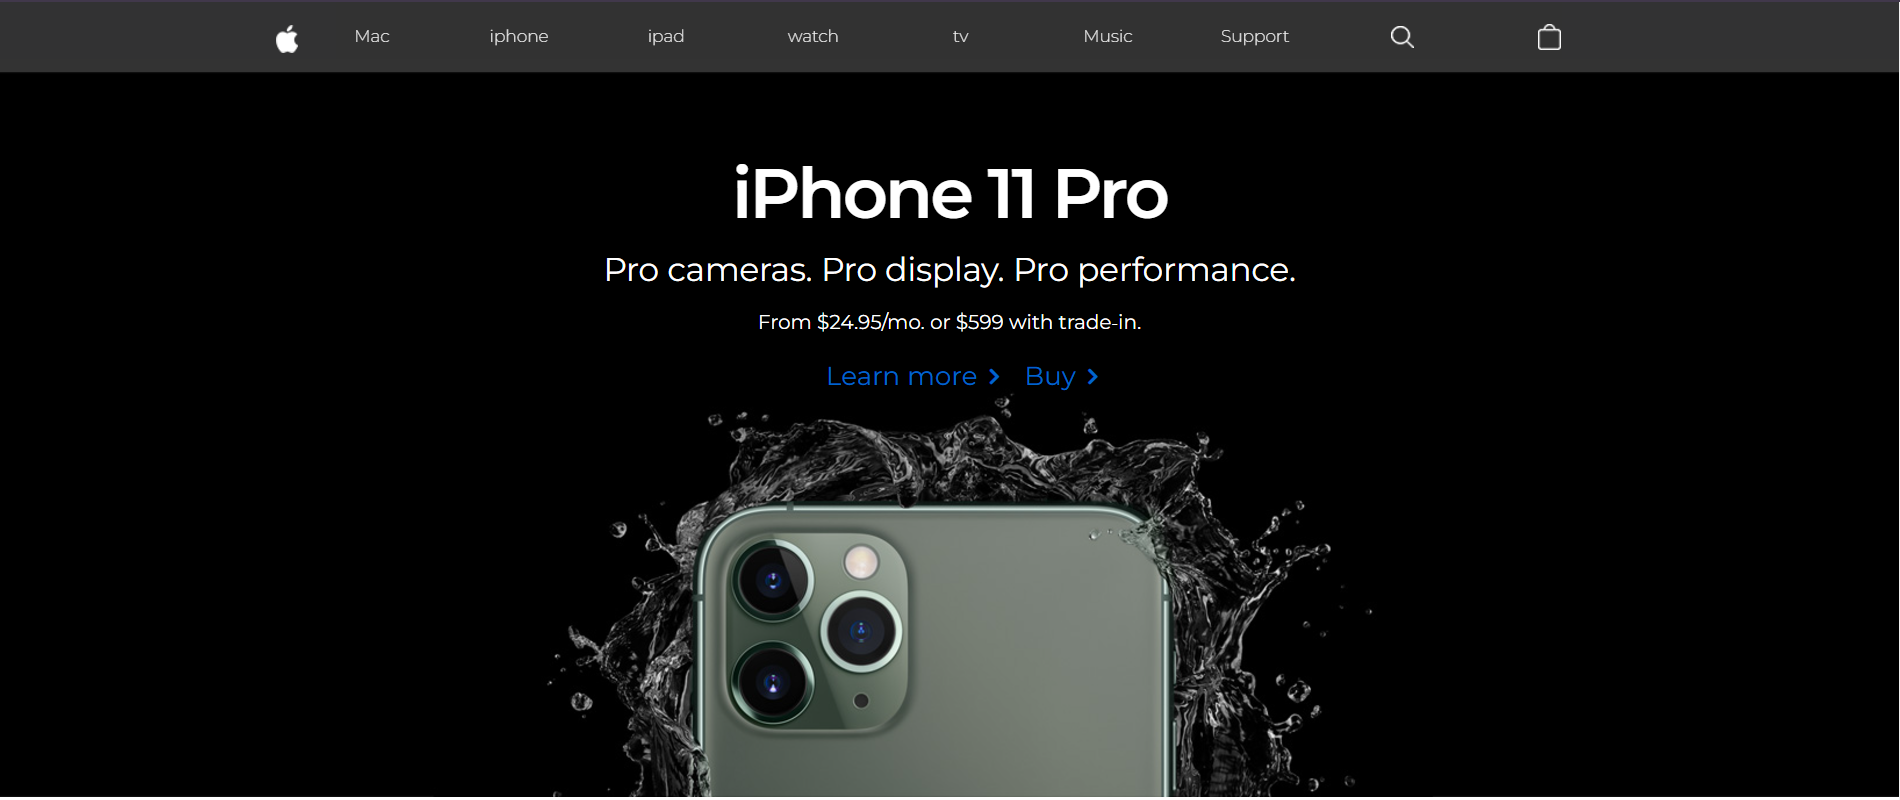 Mac iphone ipad watch tv Music Support
iPhone 11 Pro
Pro cameras. Pro display. Pro performance.
From $24.95/mo. or $599 with trade-in.
Learn more Buy